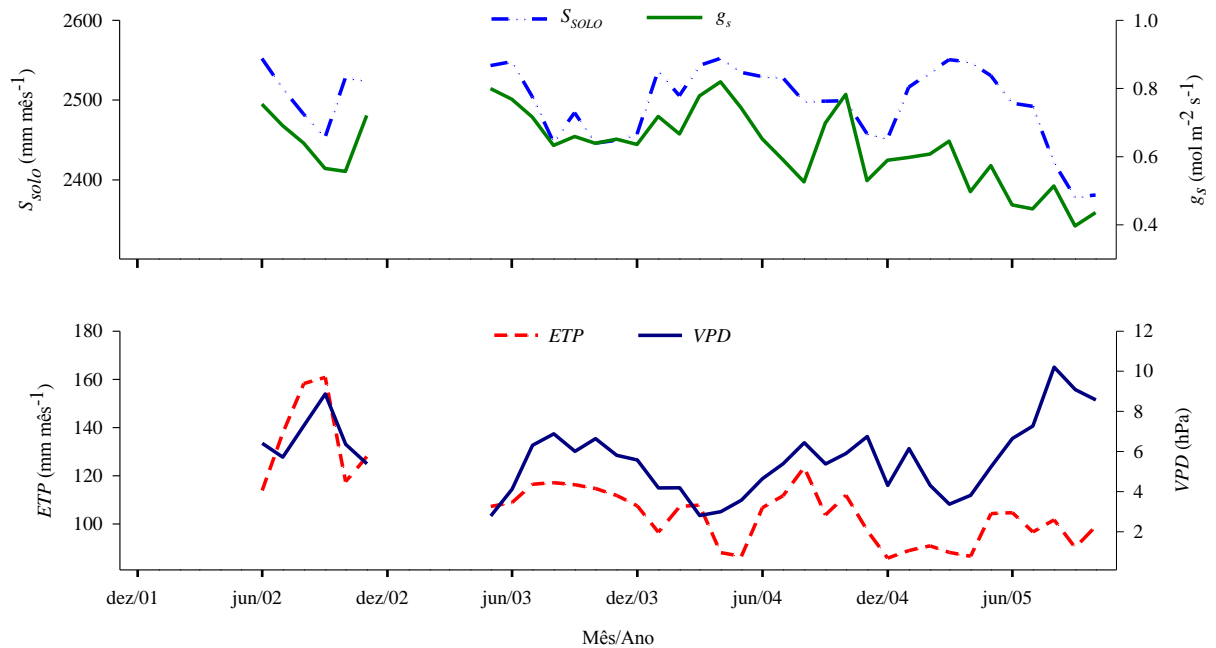 S_SOLO g_s
2600
2500
2400
S_solo (mm mês⁻¹)
1.0
0.8
0.6
0.4
g_s (mol m⁻² s⁻¹)
ETP VPD
180
160
140
120
100
ETP (mm mês⁻¹)
12
10
8
6
4
2
VPD (hPa)
dez/01 jun/02 dez/02 jun/03 dez/03 jun/04 dez/04 jun/05
Mês/Ano